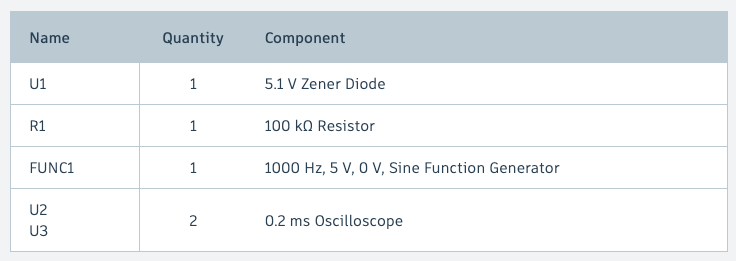 Name Quantity Component
U1 1 5.1 V Zener Diode
R1 1 100 kΩ Resistor
FUNC1 1 1000 Hz, 5 V, 0 V, Sine Function Generator
U2
U3 2 0.2 ms Oscilloscope